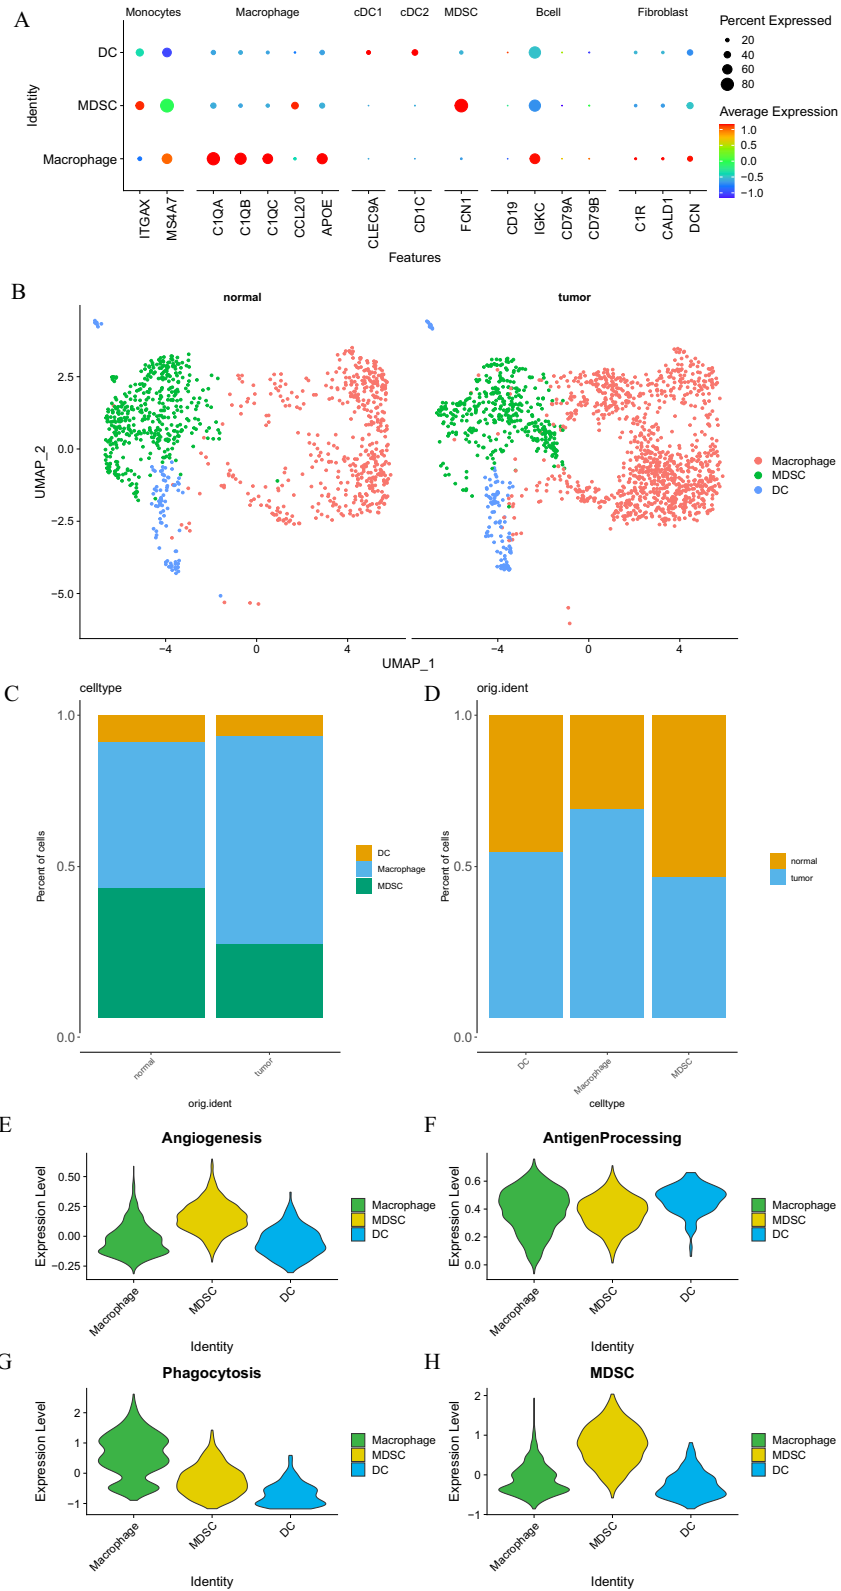 A
Monocytes Macrophage cDC1 cDC2 MDSC Bcell Fibroblast
Identity
DC
MDSC
Macrophage
ITGAX MS4A7 C1QA C1QB C1QC CCL20 APOE CLEC9A CD1C FCN1 CD19 IGKC CD79A CD79B C1R CALD1 DCN
Features
Percent Expressed
20
40
60
80
Average Expression
1.0
0.5
0.0
−0.5
−1.0
B
normal tumor
UMAP_2
2.5
0.0
−2.5
−5.0
−4 0 4 −4 0 4
UMAP_1
Macrophage
MDSC
DC
C
celltype
Percent of cells
1.0
0.5
0.0
normal tumor
orig.ident
DC
Macrophage
MDSC
D
orig.ident
Percent of cells
1.0
0.5
0.0
DC Macrophage MDSC
celltype
normal
tumor
E
Angiogenesis
Expression Level
0.50
0.25
0.00
−0.25
Macrophage MDSC DC
Identity
Macrophage
MDSC
DC
F
AntigenProcessing
Expression Level
0.6
0.4
0.2
0.0
Macrophage MDSC DC
Identity
Macrophage
MDSC
DC
G
Phagocytosis
Expression Level
2
1
0
−1
Macrophage MDSC DC
Identity
Macrophage
MDSC
DC
H
MDSC
Expression Level
2
1
0
−1
Macrophage MDSC DC
Identity
Macrophage
MDSC
DC